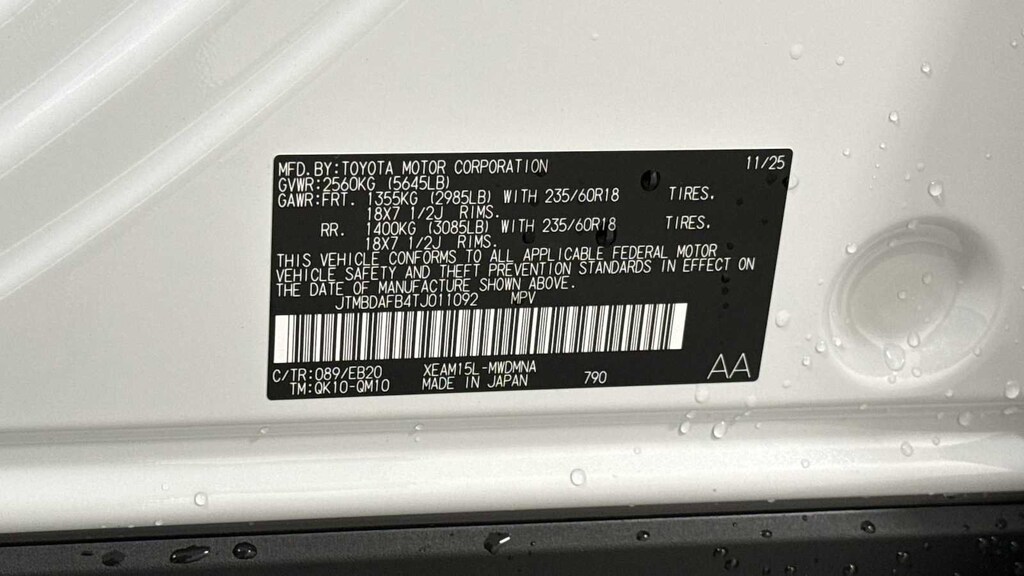 MFD.BY:TOYOTA MOTOR CORPORATION 11/25
GVWR:2560KG (5645LB)
GAWR:FRT. 1355KG (2985LB) WITH 235/60R18 TIRES.
18X7 1/2J RIMS.
RR. 1400KG (3085LB) WITH 235/60R18 TIRES.
18X7 1/2J RIMS.
THIS VEHICLE CONFORMS TO ALL APPLICABLE FEDERAL MOTOR
VEHICLE SAFETY AND THEFT PREVENTION STANDARDS IN EFFECT ON
THE DATE OF MANUFACTURE SHOWN ABOVE.
JTMBDAFB4TJ011092 MPV
C/TR:089/EB20 XEAM15L-MWDMNA
TM:QK10-QM10 MADE IN JAPAN 790 AA